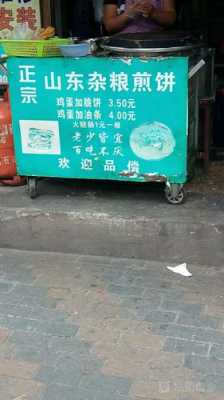 正宗
山东杂粮煎饼
鸡蛋加脆饼 3.50元
鸡蛋加油条 4.00元
火腿肠1元一根
老少皆宜
百吃不厌
欢迎品偿